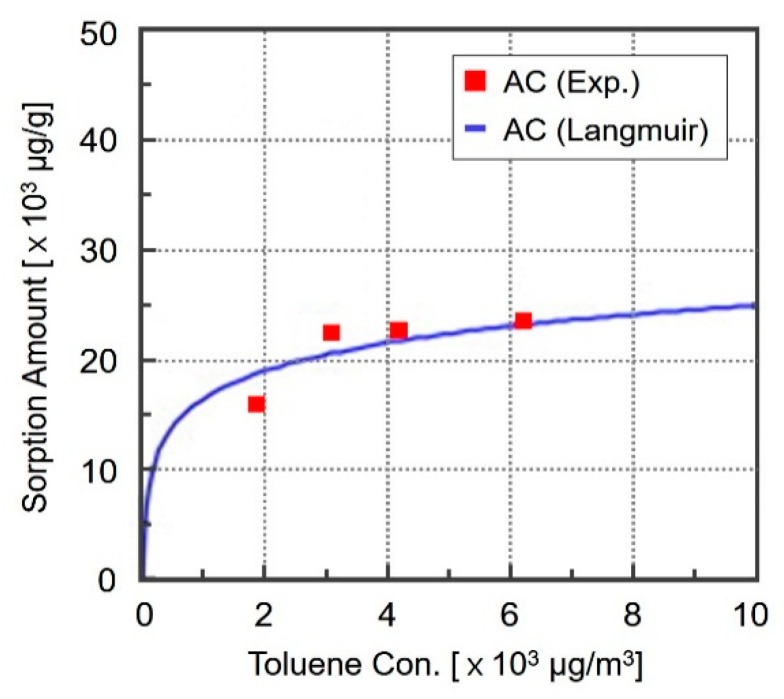 50
40
30
20
10
0
Sorption Amount [ x 10³ μg/g]
AC (Exp.)
AC (Langmuir)
0 2 4 6 8 10
Toluene Con. [ x 10³ μg/m³]